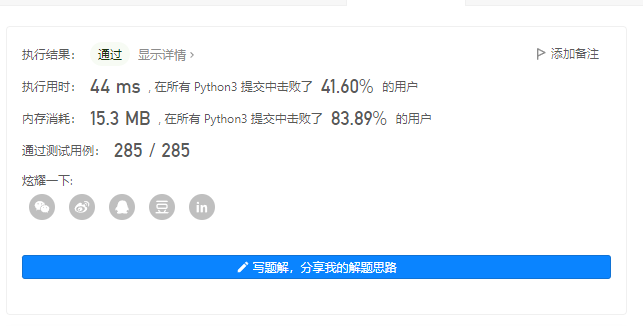 执行结果： 通过 显示详情 › 添加备注
执行用时： 44 ms , 在所有 Python3 提交中击败了 41.60% 的用户
内存消耗： 15.3 MB , 在所有 Python3 提交中击败了 83.89% 的用户
通过测试用例： 285 / 285
炫耀一下:
豆 in
写题解，分享我的解题思路